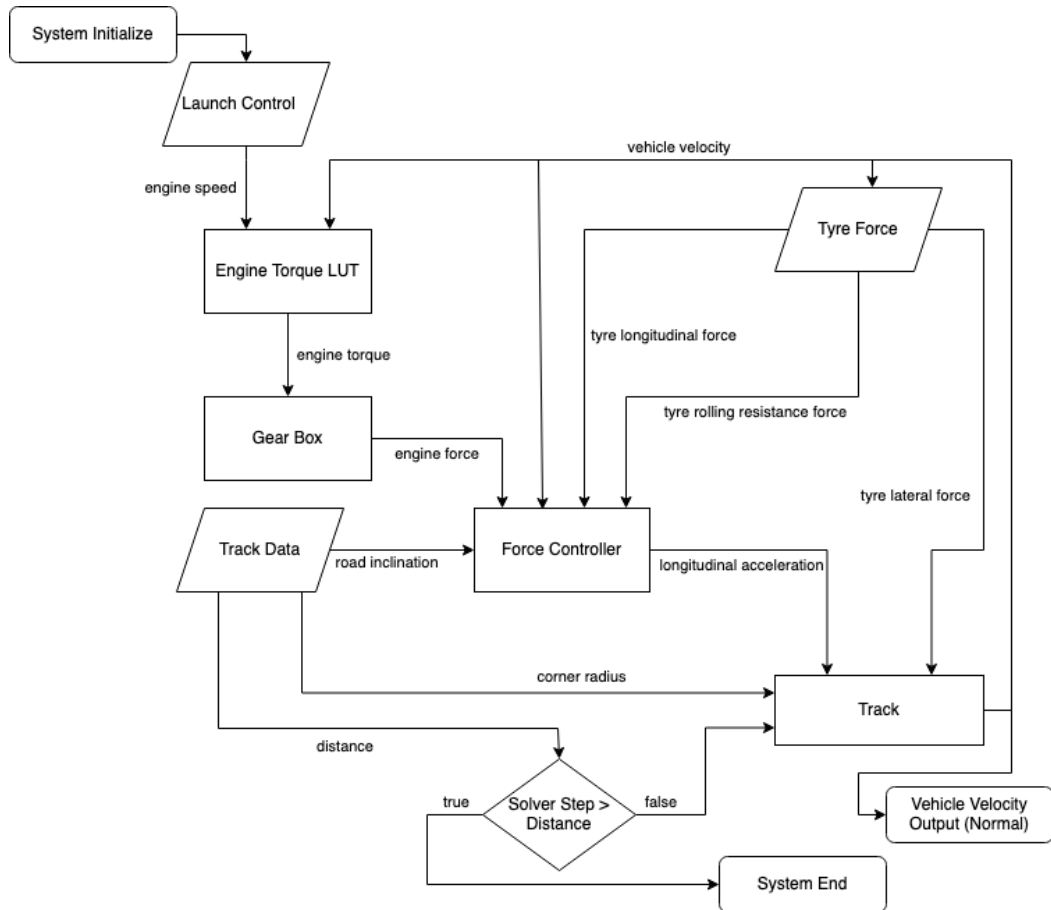 System Initialize
Launch Control
vehicle velocity
engine speed
Tyre Force
Engine Torque LUT
tyre longitudinal force
engine torque
tyre rolling resistance force
Gear Box
engine force
tyre lateral force
Track Data
road inclination
Force Controller
longitudinal acceleration
corner radius
Track
distance
true
Solver Step >
Distance
false
Vehicle Velocity
Output (Normal)
System End